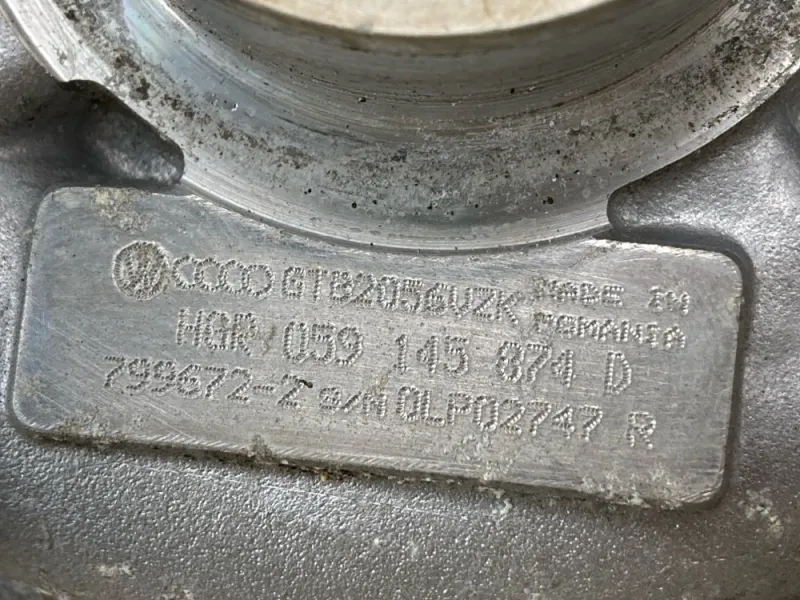 GTB2056VZK MADE IN
ROMANIA
HGR 059 145 874 D
799672-2 S/N 0LP02747 R